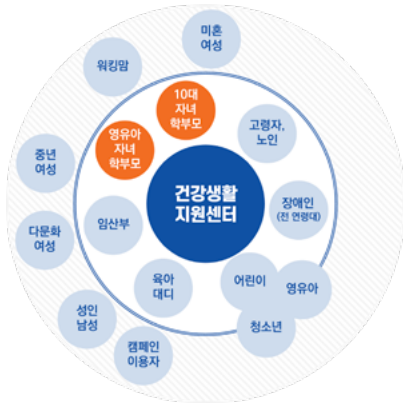 미혼
여성
워킹맘
10대
자녀
학부모
고령자,
노인
영유아
자녀
학부모
중년
여성
건강생활
지원센터
장애인
(전 연령대)
임산부
다문화
여성
육아
대디
어린이
영유아
청소년
성인
남성
캠페인
이용자